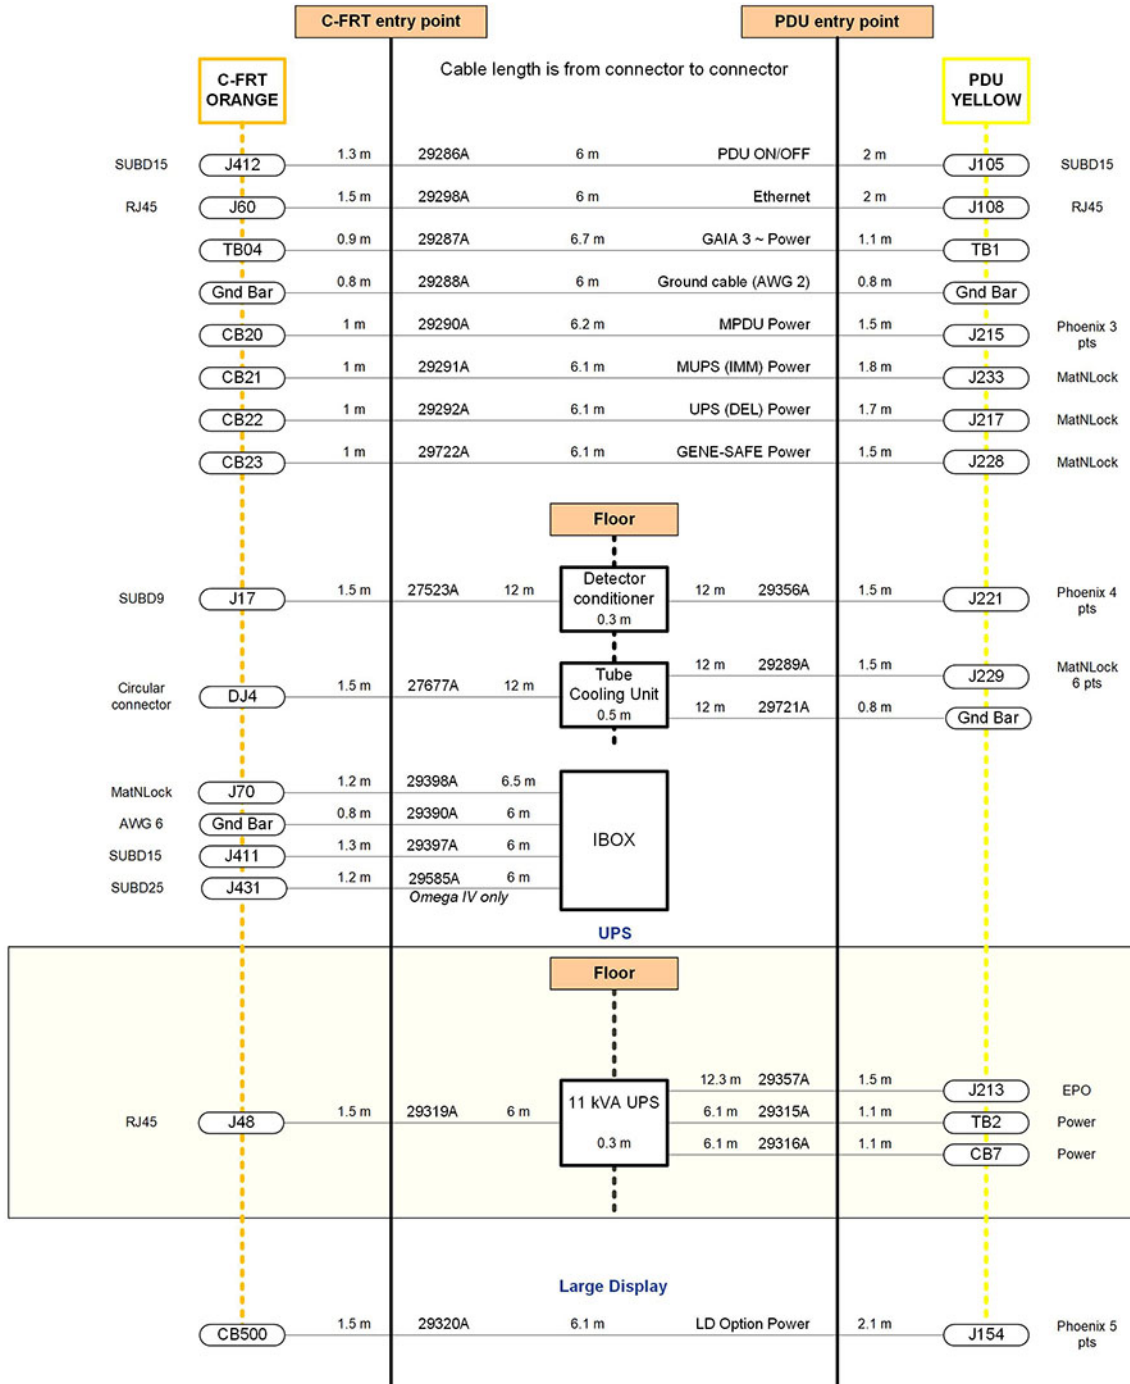 C-FRT entry point
PDU entry point
Cable length is from connector to connector
C-FRT
ORANGE
PDU
YELLOW
SUBD15 J412 1.3 m 29286A 6 m PDU ON/OFF 2 m J105 SUBD15
RJ45 J60 1.5 m 29298A 6 m Ethernet 2 m J108 RJ45
TB04 0.9 m 29287A 6.7 m GAIA 3 ~ Power 1.1 m TB1
Gnd Bar 0.8 m 29288A 6 m Ground cable (AWG 2) 0.8 m Gnd Bar
CB20 1 m 29290A 6.2 m MPDU Power 1.5 m J215 Phoenix 3
pts
CB21 1 m 29291A 6.1 m MUPS (IMM) Power 1.8 m J233 MatNLock
CB22 1 m 29292A 6.1 m UPS (DEL) Power 1.7 m J217 MatNLock
CB23 1 m 29722A 6.1 m GENE-SAFE Power 1.5 m J228 MatNLock
Floor
SUBD9 J17 1.5 m 27523A 12 m
Detector
conditioner
0.3 m
12 m 29356A 1.5 m J221 Phoenix 4
pts
Circular
connector
DJ4 1.5 m 27677A 12 m
Tube
Cooling Unit
0.5 m
12 m 29289A 1.5 m J229 MatNLock
6 pts
12 m 29721A 0.8 m Gnd Bar
MatNLock J70 1.2 m 29398A 6.5 m
AWG 6 Gnd Bar 0.8 m 29390A 6 m
IBOX
SUBD15 J411 1.3 m 29397A 6 m
SUBD25 J431 1.2 m 29585A 6 m
Omega IV only
UPS
Floor
RJ45 J48 1.5 m 29319A 6 m
11 kVA UPS
0.3 m
12.3 m 29357A 1.5 m J213 EPO
6.1 m 29315A 1.1 m TB2 Power
6.1 m 29316A 1.1 m CB7 Power
Large Display
CB500 1.5 m 29320A 6.1 m LD Option Power 2.1 m J154 Phoenix 5
pts